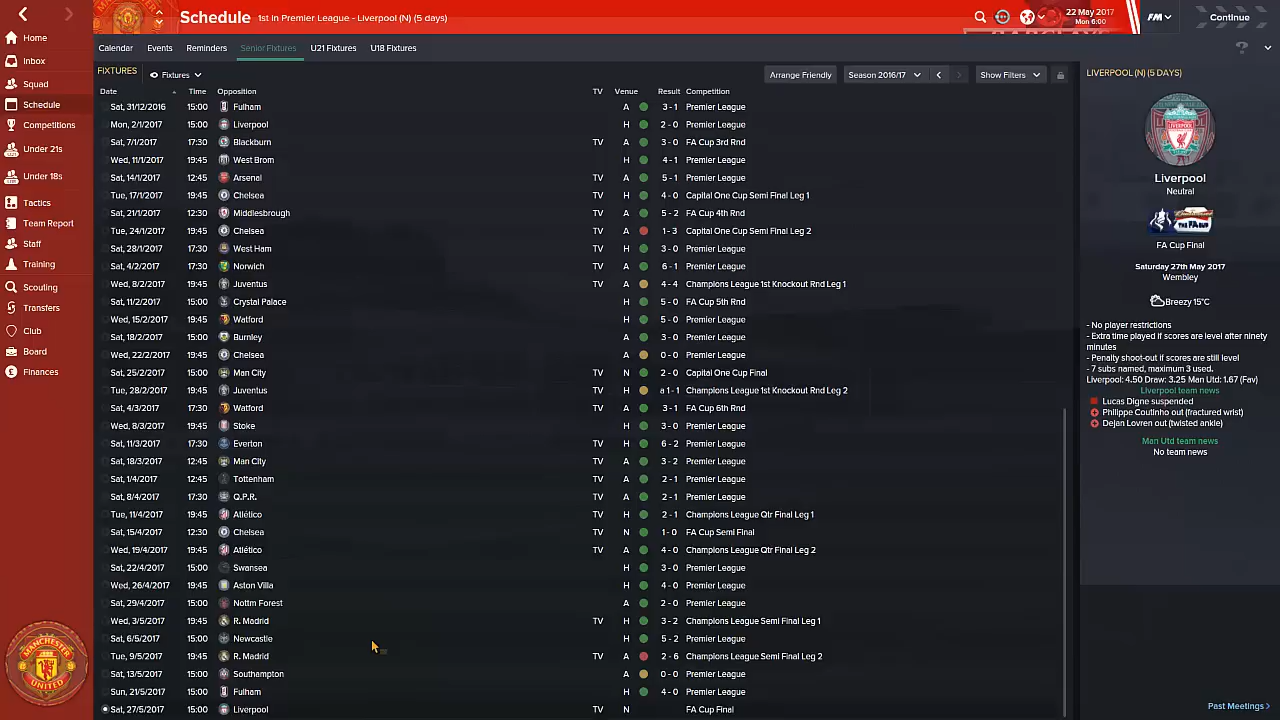 Schedule 1st in Premier League - Liverpool (N) (5 days) 22 May 2017 Mon 6:00 FM Continue
Home
Inbox
Squad
Schedule
Competitions
Under 21s
Under 18s
Tactics
Team Report
Staff
Training
Scouting
Transfers
Club
Board
Finances
Calendar Events Reminders Senior Fixtures U21 Fixtures U18 Fixtures
FIXTURES Fixtures Arrange Friendly Season 2016/17 Show Filters
Date Time Opposition TV Venue Result Competition
Sat, 31/12/2016 15:00 Fulham A 3 - 1 Premier League
Mon, 2/1/2017 15:00 Liverpool H 2 - 0 Premier League
Sat, 7/1/2017 17:30 Blackburn TV A 3 - 0 FA Cup 3rd Rnd
Wed, 11/1/2017 19:45 West Brom H 4 - 1 Premier League
Sat, 14/1/2017 12:45 Arsenal TV A 5 - 1 Premier League
Tue, 17/1/2017 19:45 Chelsea TV H 4 - 0 Capital One Cup Semi Final Leg 1
Sat, 21/1/2017 12:30 Middlesbrough TV A 5 - 2 FA Cup 4th Rnd
Tue, 24/1/2017 19:45 Chelsea TV A 1 - 3 Capital One Cup Semi Final Leg 2
Sat, 28/1/2017 17:30 West Ham TV H 3 - 0 Premier League
Sat, 4/2/2017 17:30 Norwich TV A 6 - 1 Premier League
Wed, 8/2/2017 19:45 Juventus TV A 4 - 4 Champions League 1st Knockout Rnd Leg 1
Sat, 11/2/2017 15:00 Crystal Palace H 5 - 0 FA Cup 5th Rnd
Wed, 15/2/2017 19:45 Watford H 5 - 0 Premier League
Sat, 18/2/2017 15:00 Burnley A 3 - 0 Premier League
Wed, 22/2/2017 19:45 Chelsea A 0 - 0 Premier League
Sat, 25/2/2017 15:00 Man City TV N 2 - 0 Capital One Cup Final
Tue, 28/2/2017 19:45 Juventus TV H a 1 - 1 Champions League 1st Knockout Rnd Leg 2
Sat, 4/3/2017 17:30 Watford TV A 3 - 1 FA Cup 6th Rnd
Wed, 8/3/2017 19:45 Stoke H 3 - 0 Premier League
Sat, 11/3/2017 17:30 Everton TV H 6 - 2 Premier League
Sat, 18/3/2017 12:45 Man City TV A 3 - 2 Premier League
Sat, 1/4/2017 12:45 Tottenham TV H 2 - 1 Premier League
Sat, 8/4/2017 17:30 Q.P.R. TV A 2 - 1 Premier League
Tue, 11/4/2017 19:45 Atlético TV H 2 - 1 Champions League Qtr Final Leg 1
Sat, 15/4/2017 12:30 Chelsea TV N 1 - 0 FA Cup Semi Final
Wed, 19/4/2017 19:45 Atlético TV A 4 - 0 Champions League Qtr Final Leg 2
Sat, 22/4/2017 15:00 Swansea H 3 - 0 Premier League
Wed, 26/4/2017 19:45 Aston Villa H 4 - 0 Premier League
Sat, 29/4/2017 15:00 Nottm Forest A 2 - 0 Premier League
Wed, 3/5/2017 19:45 R. Madrid TV H 3 - 2 Champions League Semi Final Leg 1
Sat, 6/5/2017 15:00 Newcastle H 5 - 2 Premier League
Tue, 9/5/2017 19:45 R. Madrid TV A 2 - 6 Champions League Semi Final Leg 2
Sat, 13/5/2017 15:00 Southampton A 0 - 0 Premier League
Sun, 21/5/2017 15:00 Fulham H 4 - 0 Premier League
Sat, 27/5/2017 15:00 Liverpool TV N FA Cup Final
LIVERPOOL (N) (5 DAYS)
Liverpool
Neutral
FA Cup Final
Saturday 27th May 2017
Wembley
Breezy 15°C
- No player restrictions
- Extra time played if scores are level after ninety
minutes
- Penalty shoot-out if scores are still level
- 7 subs named, maximum 3 used.
Liverpool: 4.50 Draw: 3.25 Man Utd: 1.67 (Fav)
Liverpool team news
Lucas Digne suspended
Philippe Coutinho out (fractured wrist)
Dejan Lovren out (twisted ankle)
Man Utd team news
No team news
Past Meetings >
MANCHESTER
UNITED